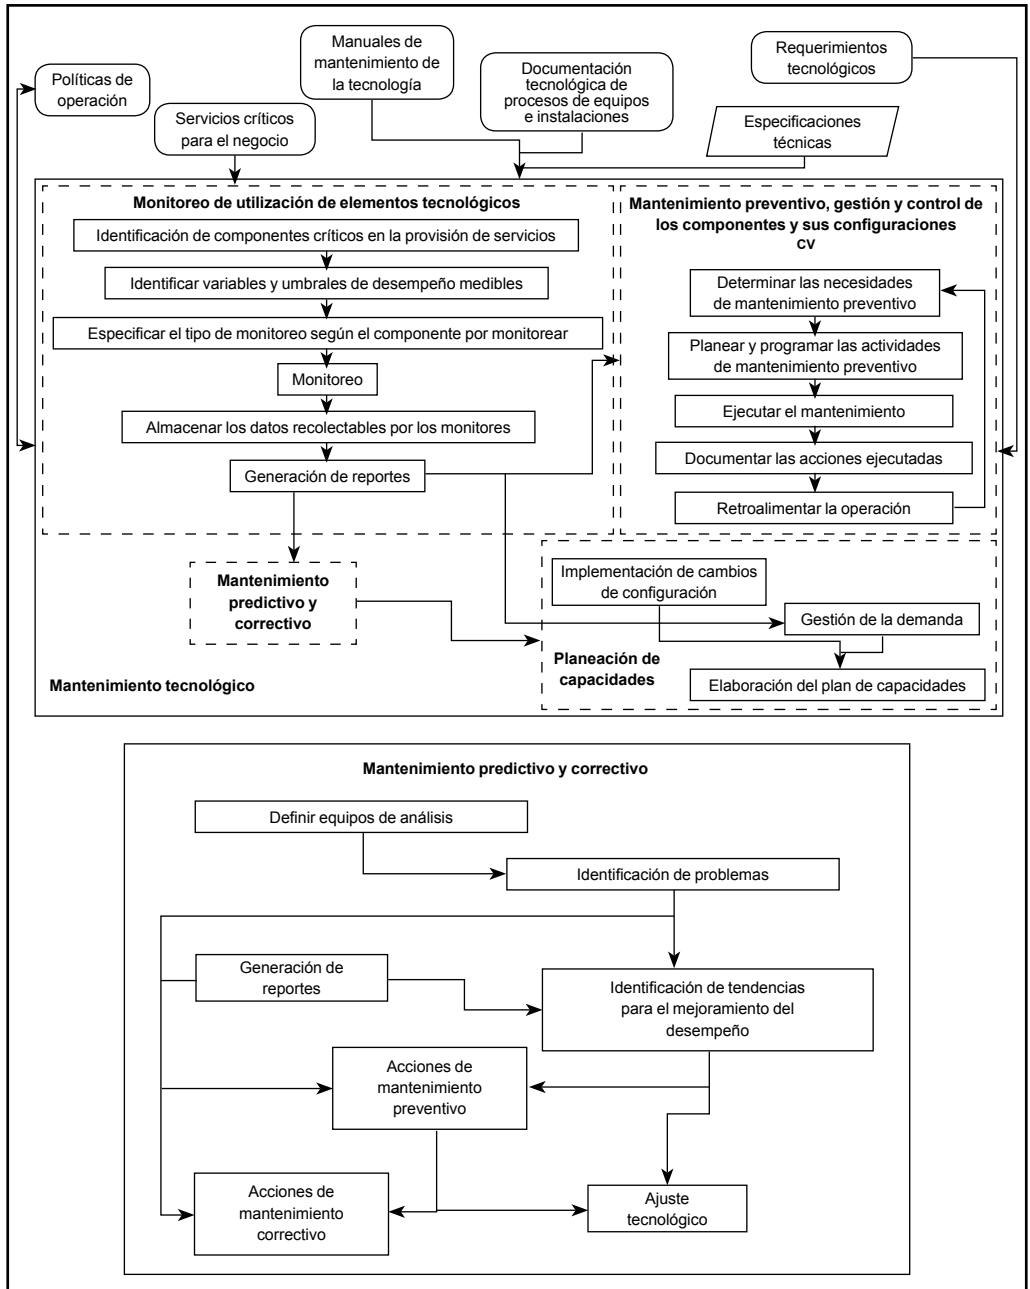 Manuales de
mantenimiento de
la tecnología
Requerimientos
tecnológicos
Políticas de
operación
Documentación
tecnológica de
procesos de equipos
e instalaciones
Servicios críticos
para el negocio
Especificaciones
técnicas
Monitoreo de utilización de elementos tecnológicos
Identificación de componentes críticos en la provisión de servicios
Identificar variables y umbrales de desempeño medibles
Especificar el tipo de monitoreo según el componente por monitorear
Monitoreo
Almacenar los datos recolectables por los monitores
Generación de reportes
Mantenimiento preventivo, gestión y control de
los componentes y sus configuraciones
CV
Determinar las necesidades
de mantenimiento preventivo
Planear y programar las actividades
de mantenimiento preventivo
Ejecutar el mantenimiento
Documentar las acciones ejecutadas
Retroalimentar la operación
Mantenimiento
predictivo y
correctivo
Implementación de cambios
de configuración
Gestión de la demanda
Planeación de
capacidades
Elaboración del plan de capacidades
Mantenimiento tecnológico
Mantenimiento predictivo y correctivo
Definir equipos de análisis
Identificación de problemas
Generación de
reportes
Identificación de tendencias
para el mejoramiento del
desempeño
Acciones de
mantenimiento
preventivo
Acciones de
mantenimiento
correctivo
Ajuste
tecnológico